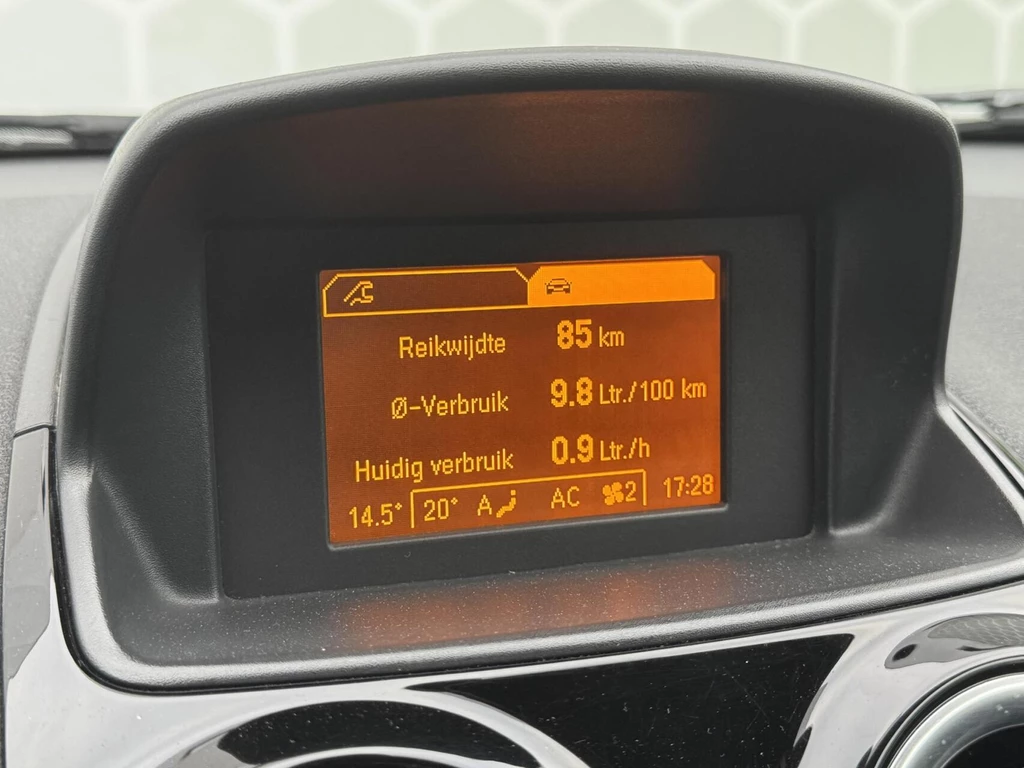 Reikwijdte 85 km
Ø-Verbruik 9.8 Ltr./100 km
Huidig verbruik 0.9 Ltr./h
14.5° 20° A AC 2 17:28